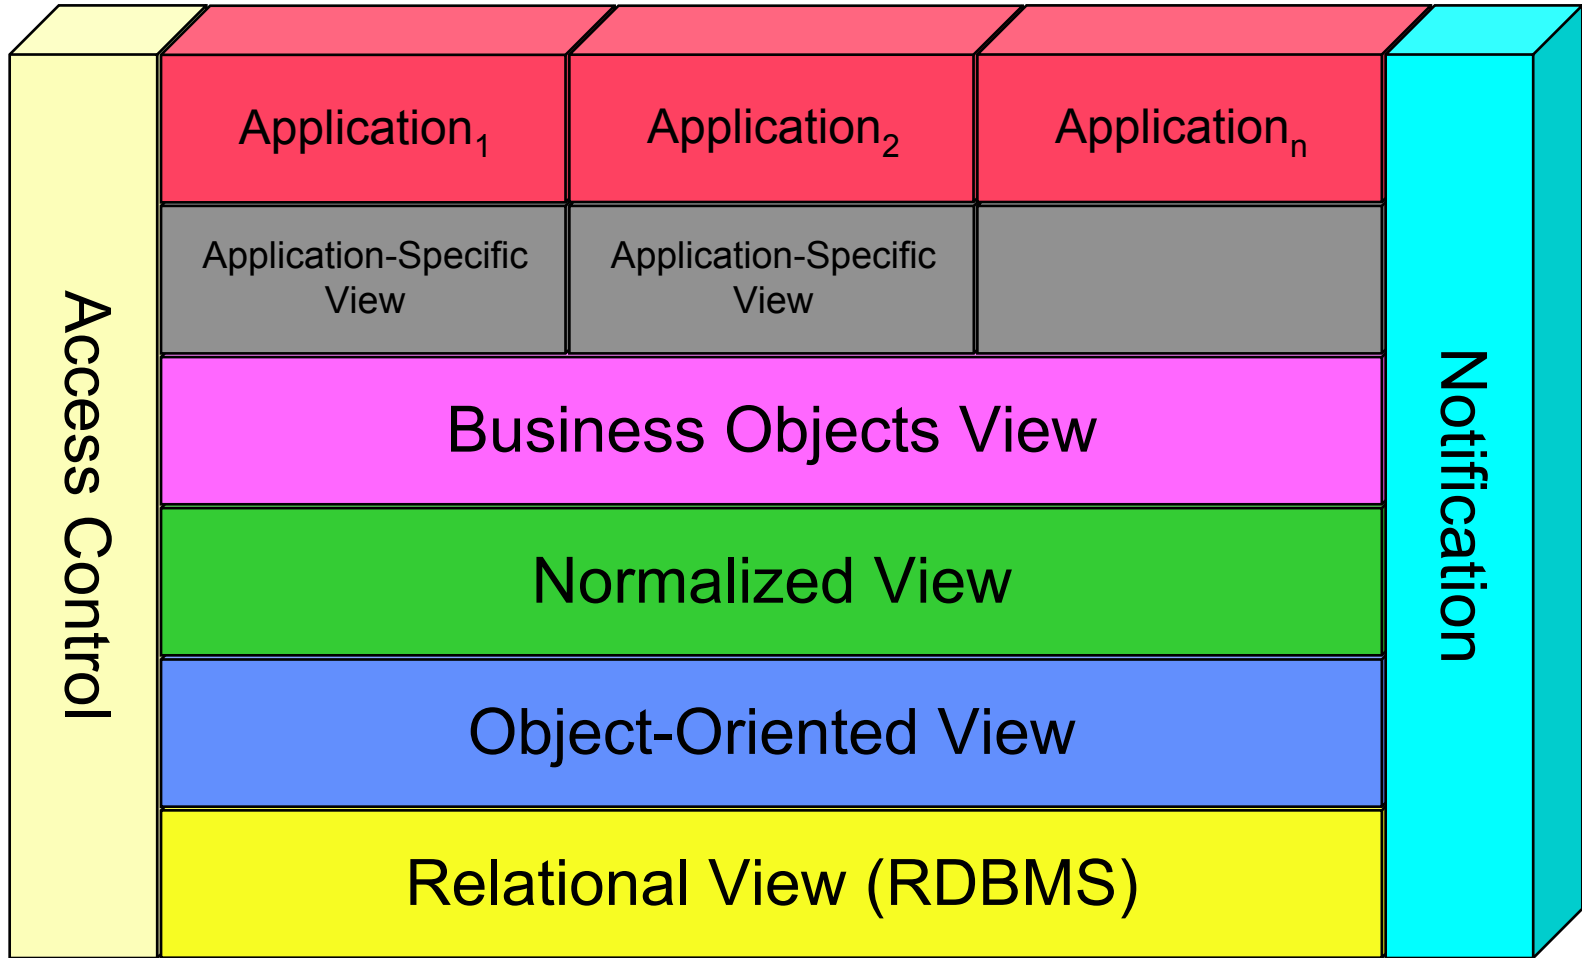 Access Control
Application1
Application2
Applicationn
Application-Specific
View
Application-Specific
View
Business Objects View
Normalized View
Object-Oriented View
Relational View (RDBMS)
Notification